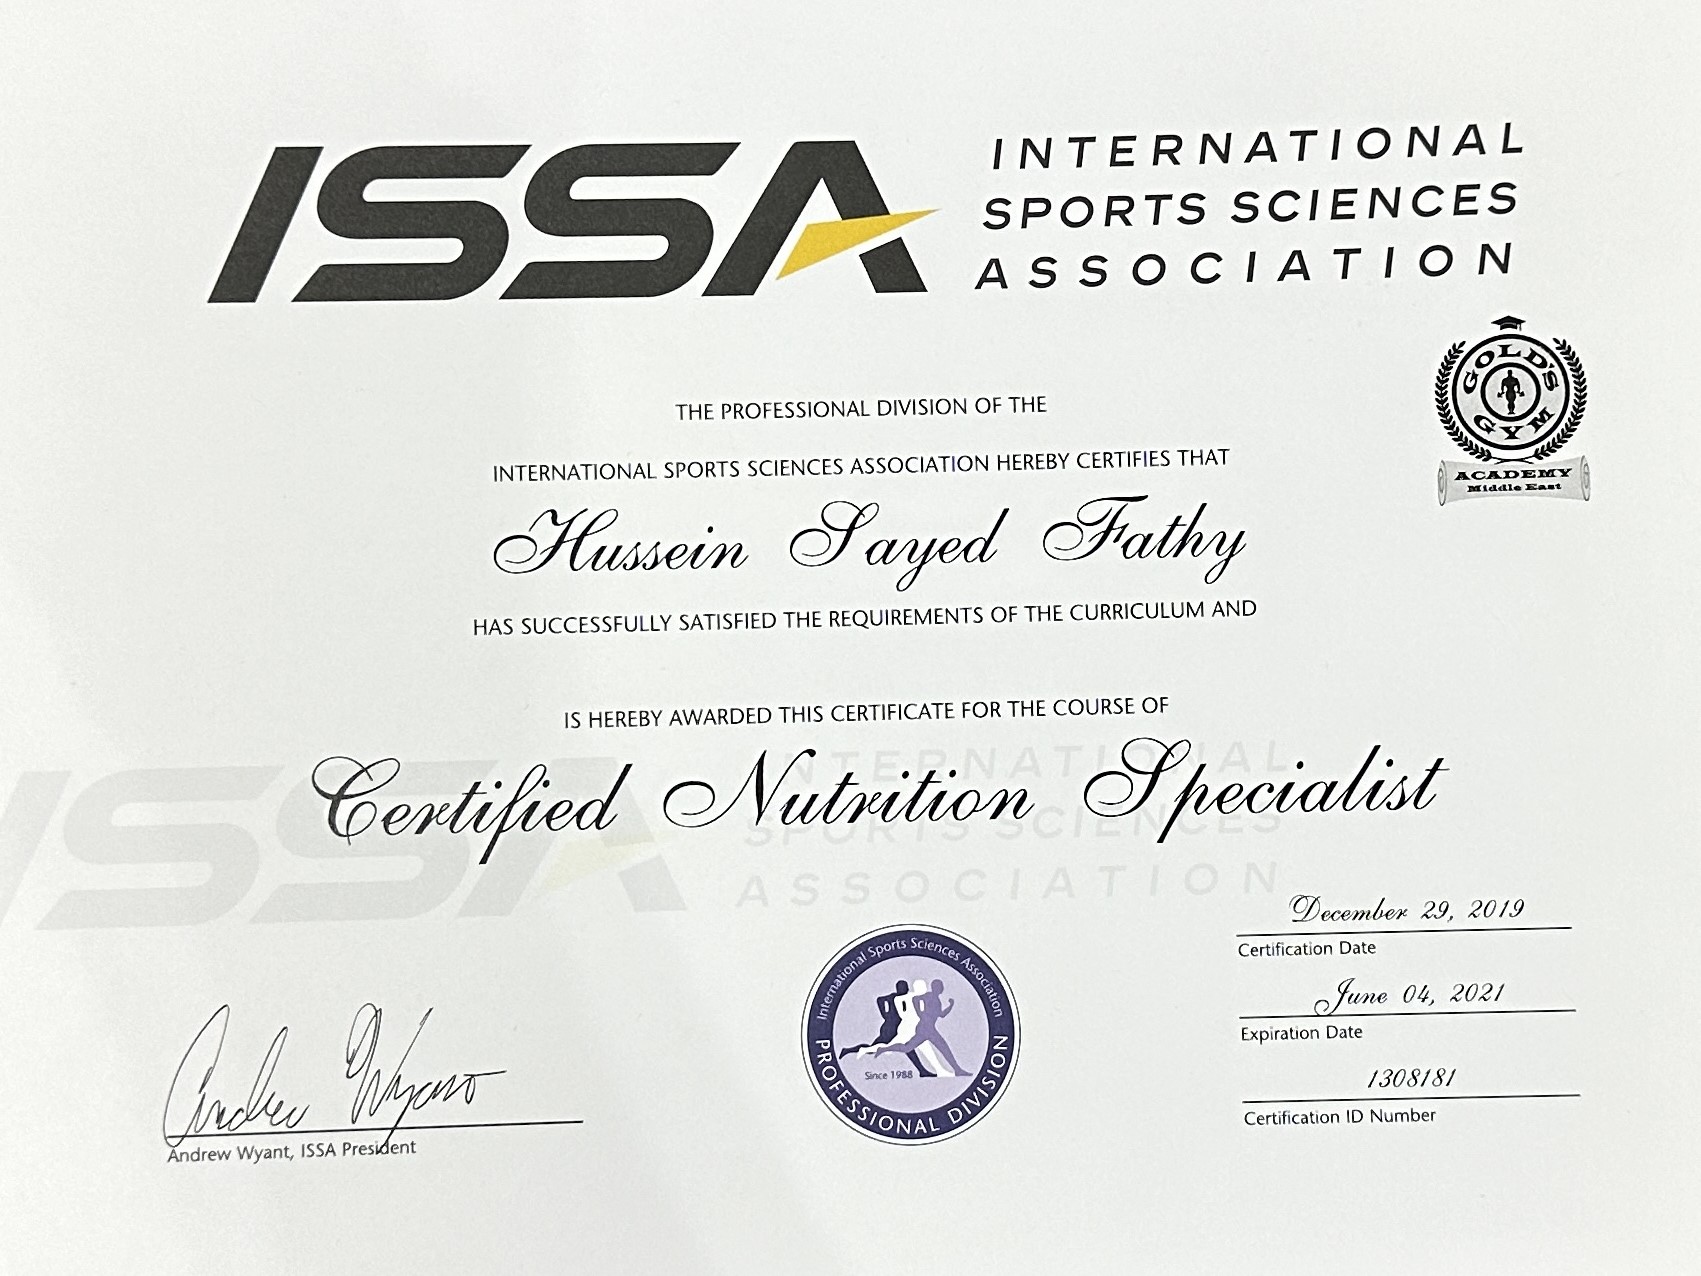 ISSA
INTERNATIONAL
SPORTS SCIENCES
ASSOCIATION
GOLD'S GYM
ACADEMY
Middle East
THE PROFESSIONAL DIVISION OF THE
INTERNATIONAL SPORTS SCIENCES ASSOCIATION HEREBY CERTIFIES THAT
Hussein Sayed Fathy
HAS SUCCESSFULLY SATISFIED THE REQUIREMENTS OF THE CURRICULUM AND
IS HEREBY AWARDED THIS CERTIFICATE FOR THE COURSE OF
Certified Nutrition Specialist
ISSA
INTERNATIONAL
SPORTS SCIENCES
ASSOCIATION
December 29, 2019
Certification Date
June 04, 2021
Expiration Date
1308181
Certification ID Number
International Sports Sciences Association
Since 1988
PROFESSIONAL DIVISION
Andrew Wyant
Andrew Wyant, ISSA President